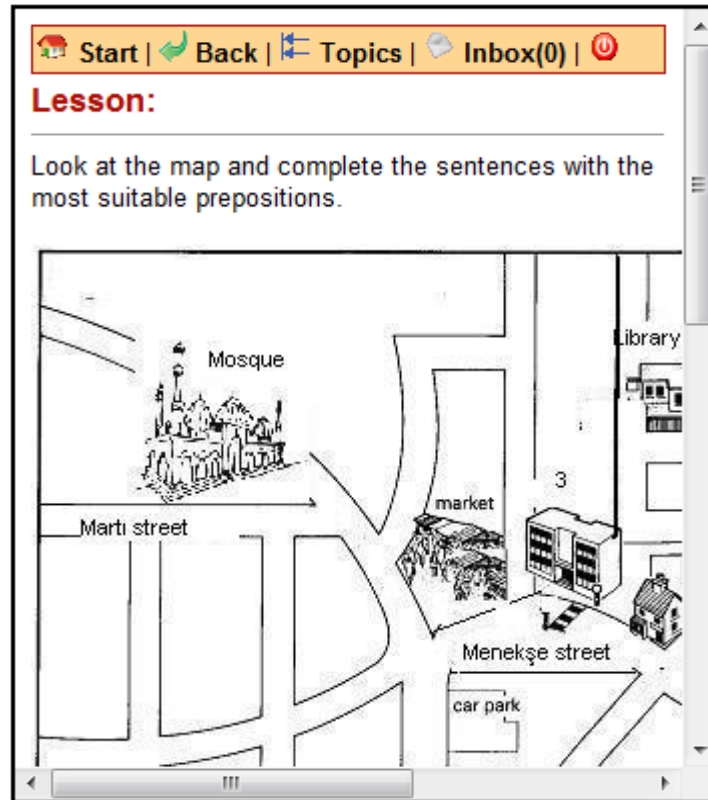 Start | Back | Topics | Inbox(0) |
Lesson:
Look at the map and complete the sentences with the
most suitable prepositions.
Library
Mosque
3
market
Martı street
1
Menekşe street
car park